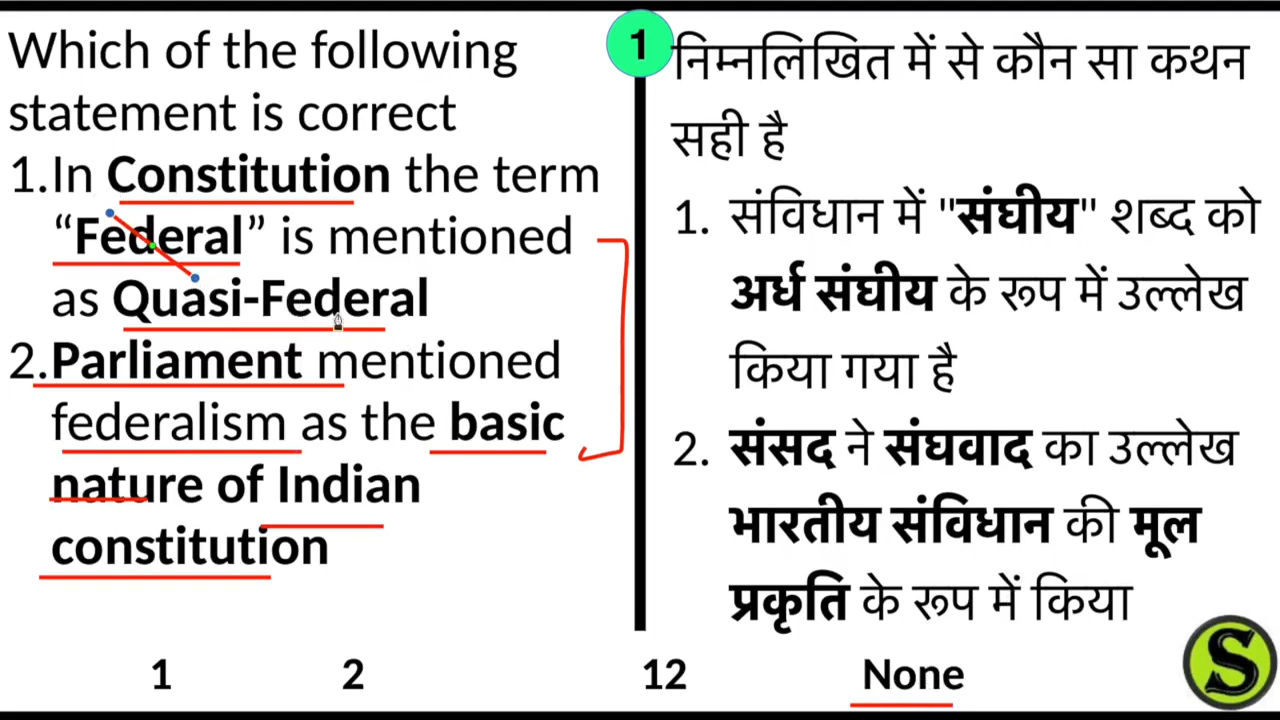 Which of the following
statement is correct
1.In Constitution the term
“Federal” is mentioned
as Quasi-Federal
2.Parliament mentioned
federalism as the basic
nature of Indian
constitution
1
निम्नलिखित में से कौन सा कथन
सही है
1. संविधान में "संघीय" शब्द को
अर्ध संघीय के रूप में उल्लेख
किया गया है
2. संसद ने संघवाद का उल्लेख
भारतीय संविधान की मूल
प्रकृति के रूप में किया
1 2 12 None
S